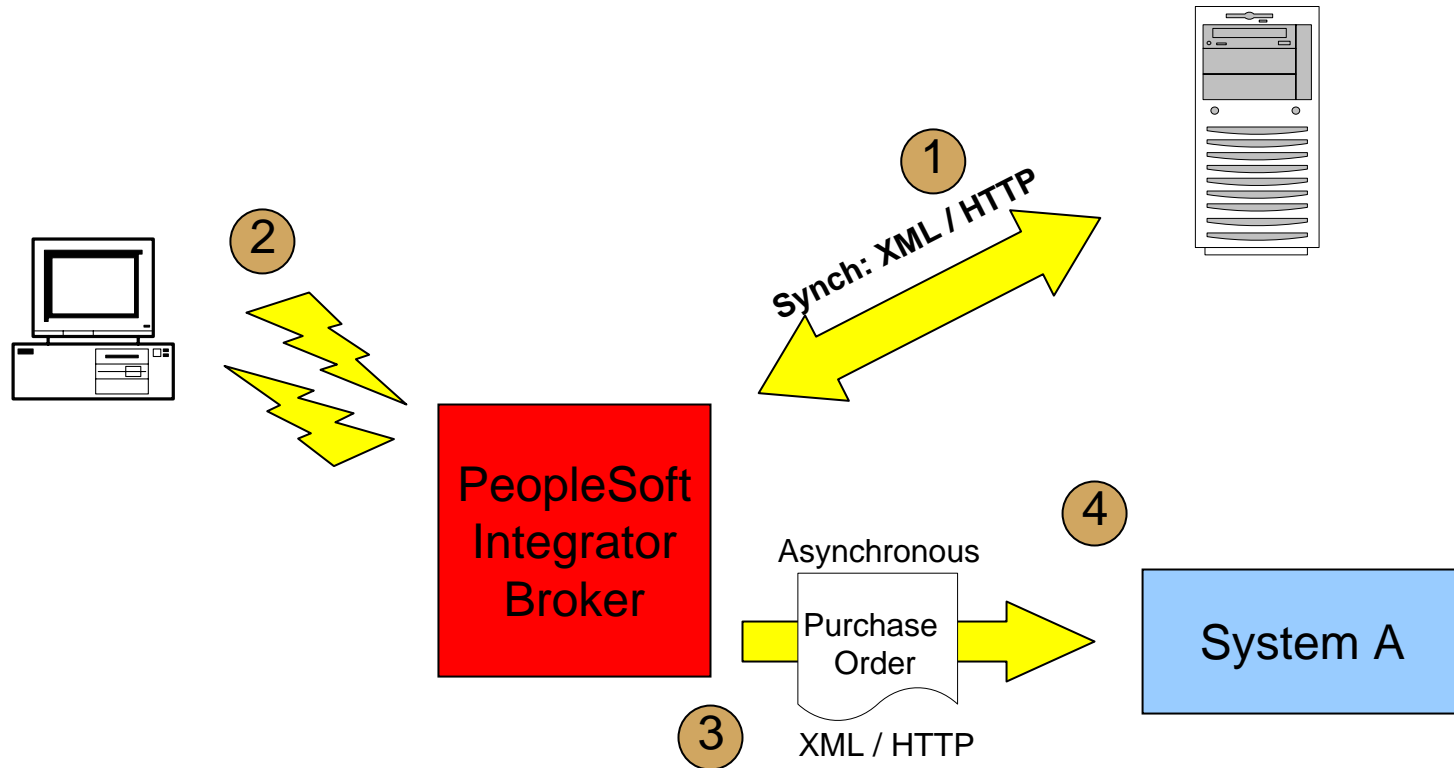 1
Synch: XML / HTTP
2
PeopleSoft
Integrator
Broker
4
Asynchronous
Purchase
Order
System A
3
XML / HTTP